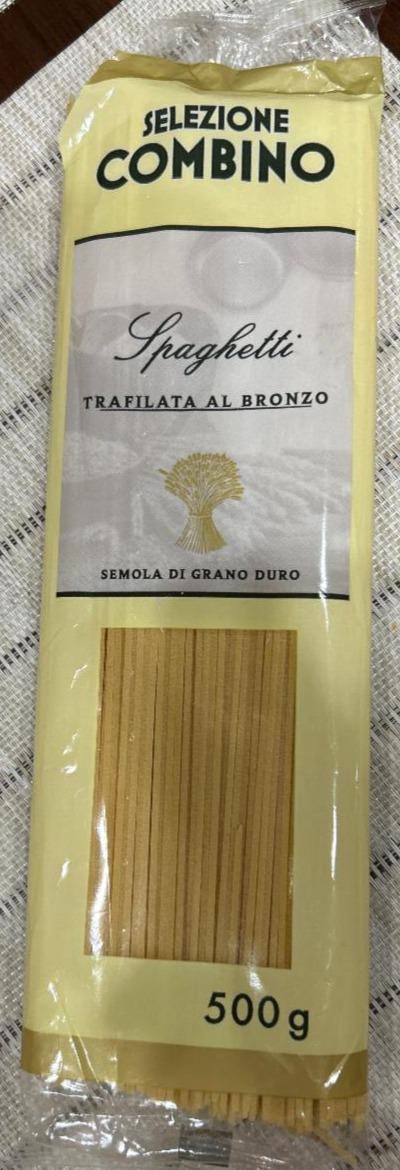 SELEZIONE
COMBINO
Spaghetti
TRAFILATA AL BRONZO
SEMOLA DI GRANO DURO
500g